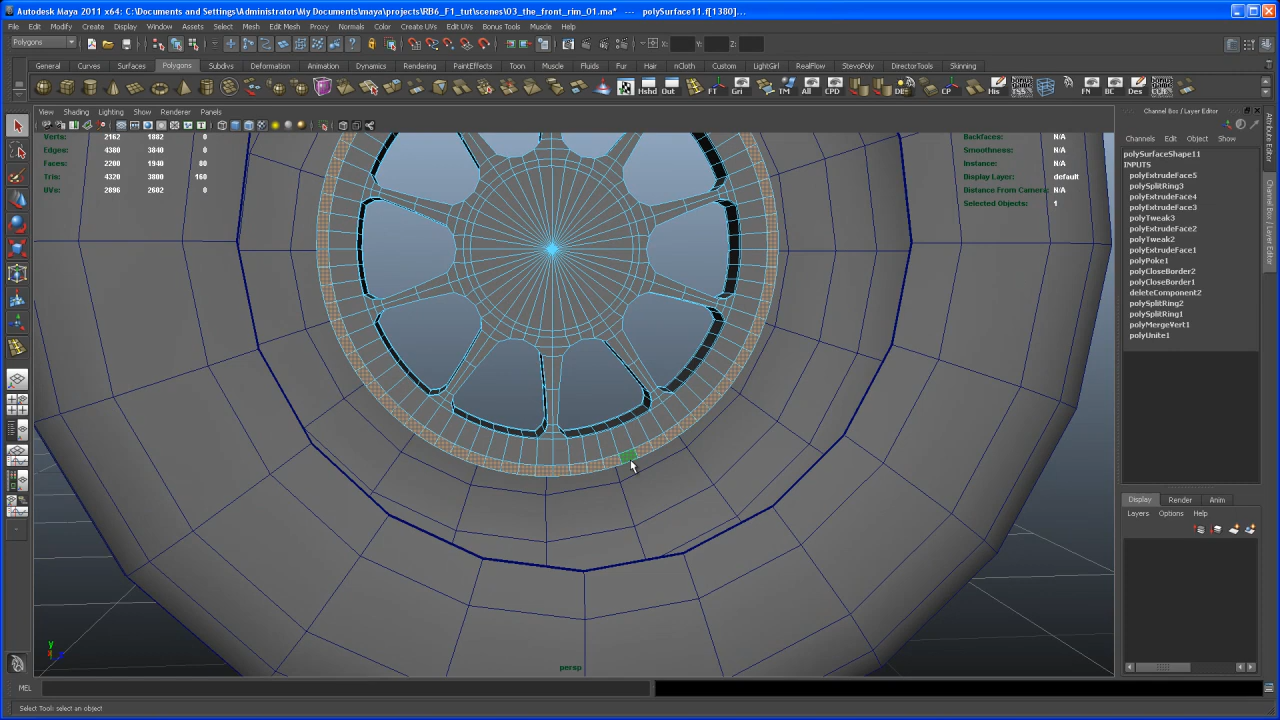 Autodesk Maya 2011 x64: C:\Documents and Settings\Administrator\My Documents\maya\projects\RB6_F1_tut\scenes\03_the_front_rim_01.ma* --- polySurface11.f[1380]...
File Edit Modify Create Display Window Assets Select Mesh Edit Mesh Proxy Normals Color Create UVs Edit UVs Bonus Tools Muscle Help
Polygons X: Y: Z:
General Curves Surfaces Polygons Subdivs Deformation Animation Dynamics Rendering PaintEffects Toon Muscle Fluids Fur Hair nCloth Custom LightGirl RealFlow StevoPoly DirectorTools Skinning
Hshd Out FT Gri TM All CPD CP His FN BN Des
View Shading Lighting Show Renderer Panels
Channel Box / Layer Editor
Channels Edit Object Show
Verts: 2162 1882 0
Edges: 4380 3840 0
Faces: 2200 1940 80
Tris: 4320 3800 160
UVs: 2896 2602 0
Backfaces: N/A
Smoothness: N/A
Instance: N/A
Display Layer: default
Distance From Camera: N/A
Selected Objects: 1
polySurfaceShape11
INPUTS
polyExtrudeFace5
polySplitRing3
polyExtrudeFace4
polyExtrudeFace3
polyTweak3
polyExtrudeFace2
polyTweak2
polyExtrudeFace1
polyPoke1
polyCloseBorder2
polyCloseBorder1
deleteComponent2
polySplitRing2
polySplitRing1
polyMergeVert1
polyUnite1
Attribute Editor
Channel Box / Layer Editor
Display Render Anim
Layers Options Help
y
persp
MEL
Select Tool: select an object